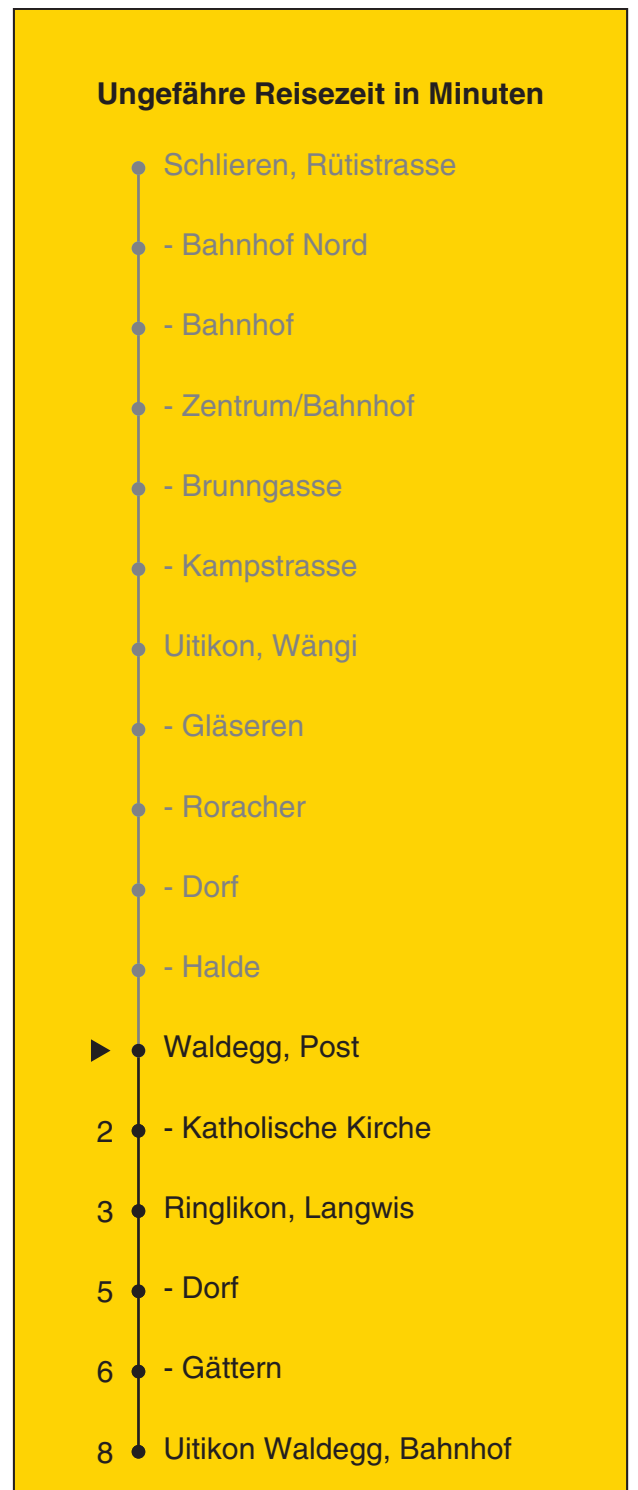 Ungefähre Reisezeit in Minuten
Schlieren, Rütistrasse
- Bahnhof Nord
- Bahnhof
- Zentrum/Bahnhof
- Brunngasse
- Kampstrasse
Uitikon, Wängi
- Gläseren
- Roracher
- Dorf
- Halde
Waldegg, Post
2 - Katholische Kirche
3 Ringlikon, Langwis
5 - Dorf
6 - Gättern
8 Uitikon Waldegg, Bahnhof